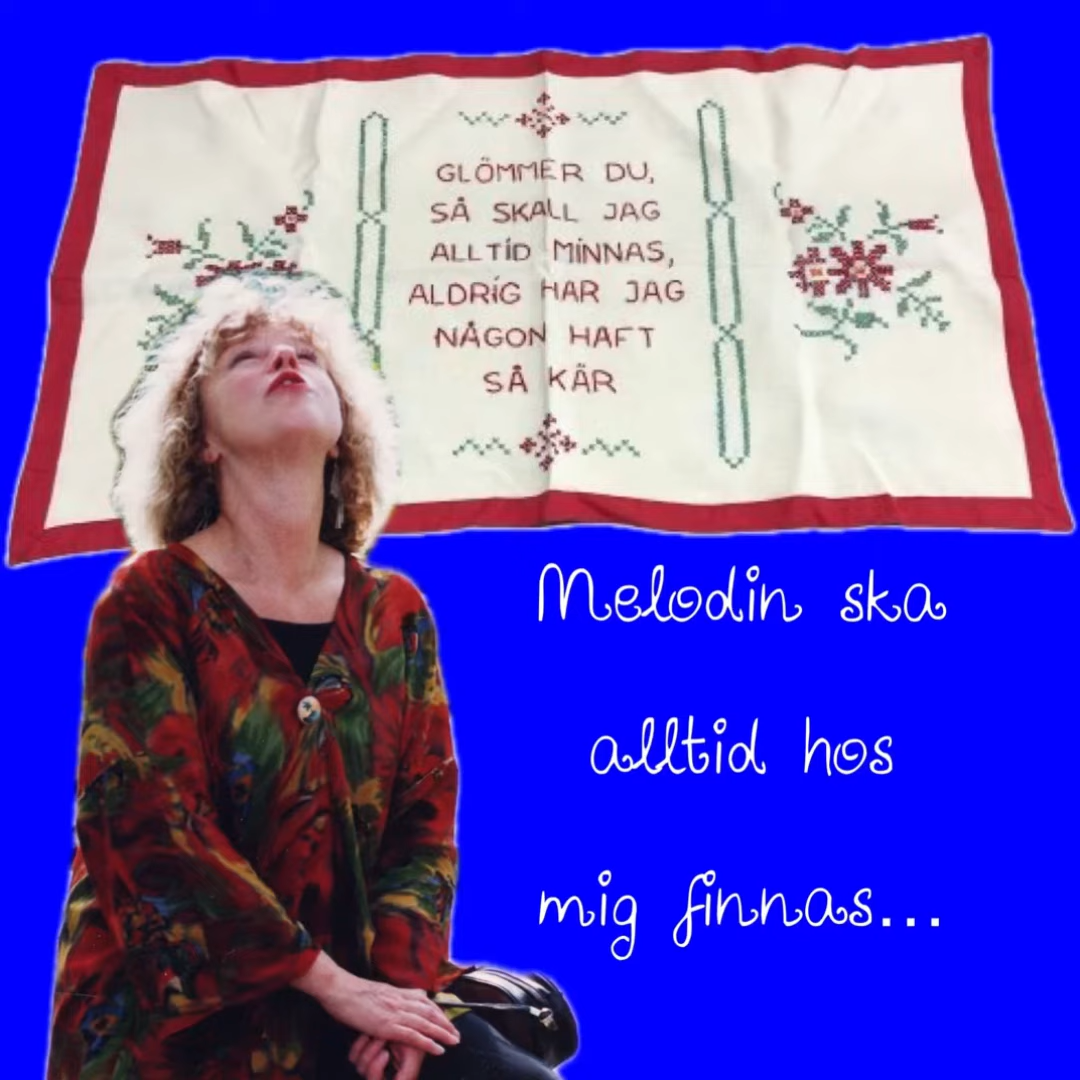 GLÖMMER DU,
SÅ SKALL JAG
ALLTiD MiNNAS,
ALDRiG HAR JAG
NÅGON HAFT
SÅ KÄR
Melodin ska
alltid hos
mig finnas...